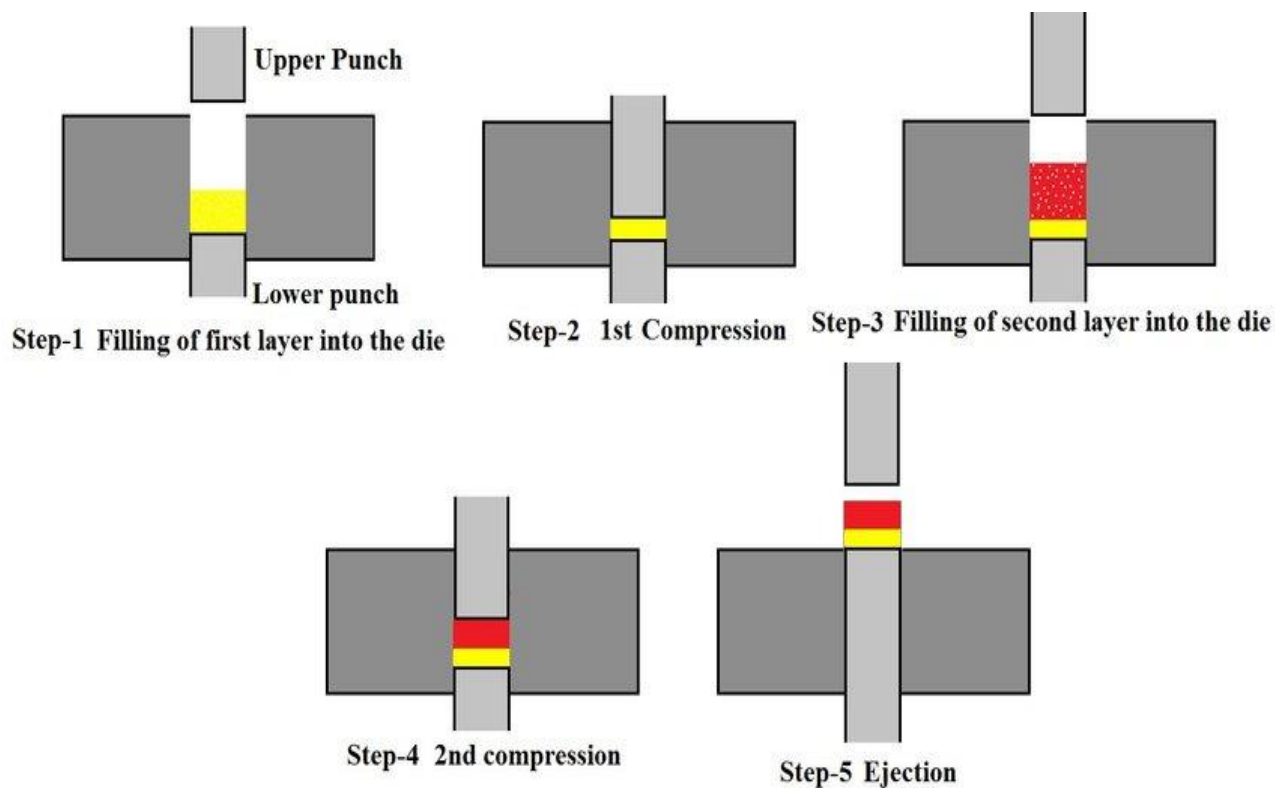 Upper Punch
Lower punch
Step-1 Filling of first layer into the die
Step-2 1st Compression
Step-3 Filling of second layer into the die
Step-4 2nd compression
Step-5 Ejection